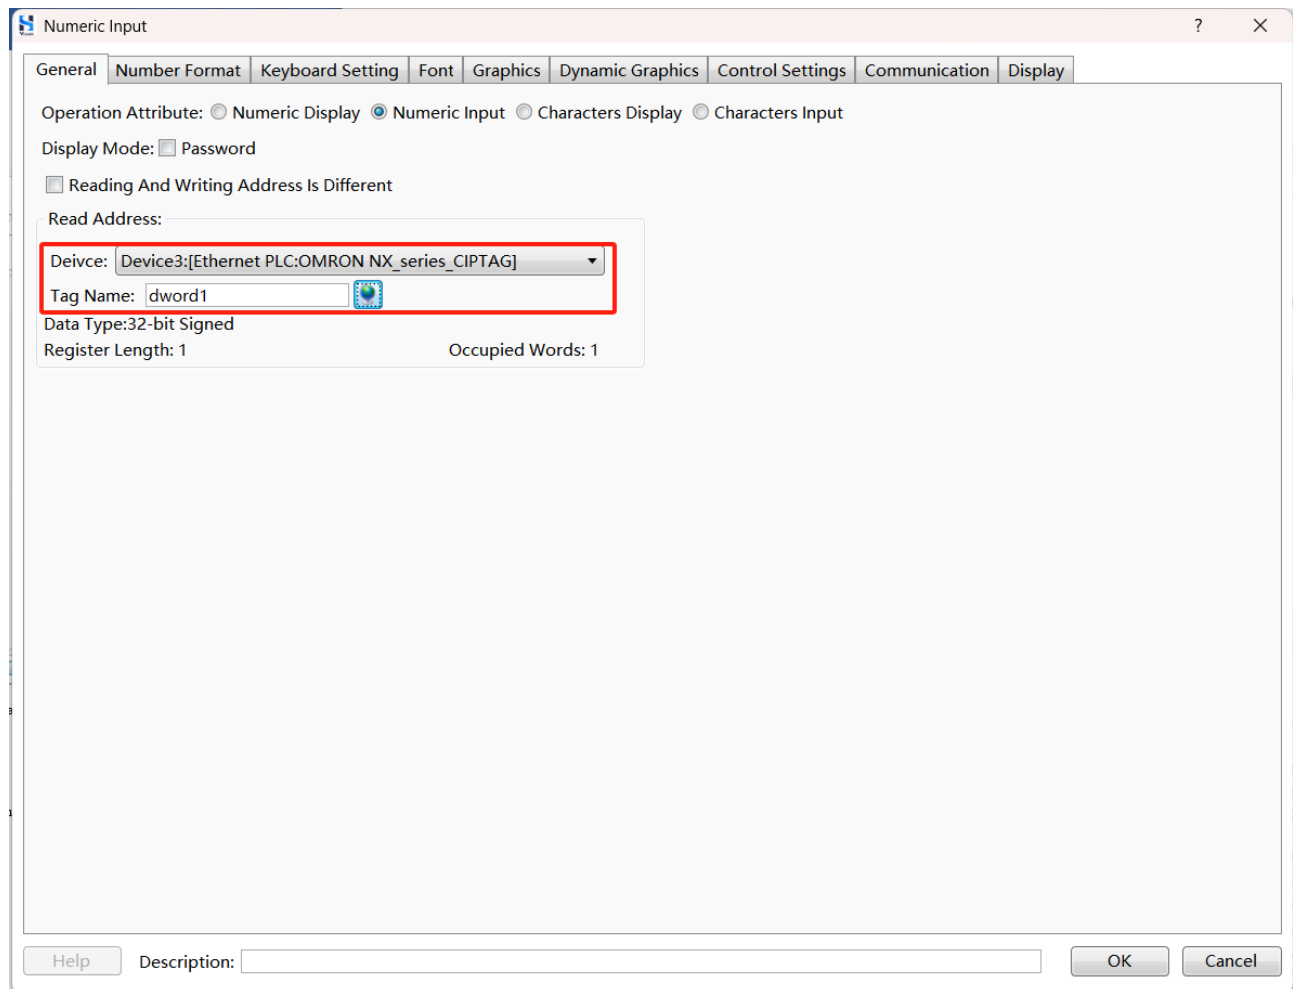 Numeric Input ?
General Number Format Keyboard Setting Font Graphics Dynamic Graphics Control Settings Communication Display
Operation Attribute: Numeric Display Numeric Input Characters Display Characters Input
Display Mode: Password
Reading And Writing Address Is Different
Read Address:
Deivce: Device3:[Ethernet PLC:OMRON NX_series_CIPTAG]
Tag Name: dword1
Data Type:32-bit Signed
Register Length: 1 Occupied Words: 1
Help Description: OK Cancel